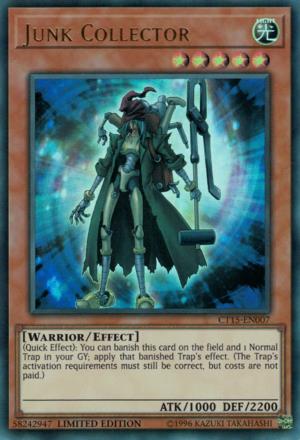 JUNK COLLECTOR
LIGHT
光
CT15-EN007
[WARRIOR/EFFECT]
(Quick Effect): You can banish this card on the field and 1 Normal
Trap in your GY; apply that banished Trap's effect. (The Trap's
activation requirements must still be correct, but costs are not
paid.)
ATK/1000 DEF/2200
58242947 LIMITED EDITION ©1996 KAZUKI TAKAHASHI